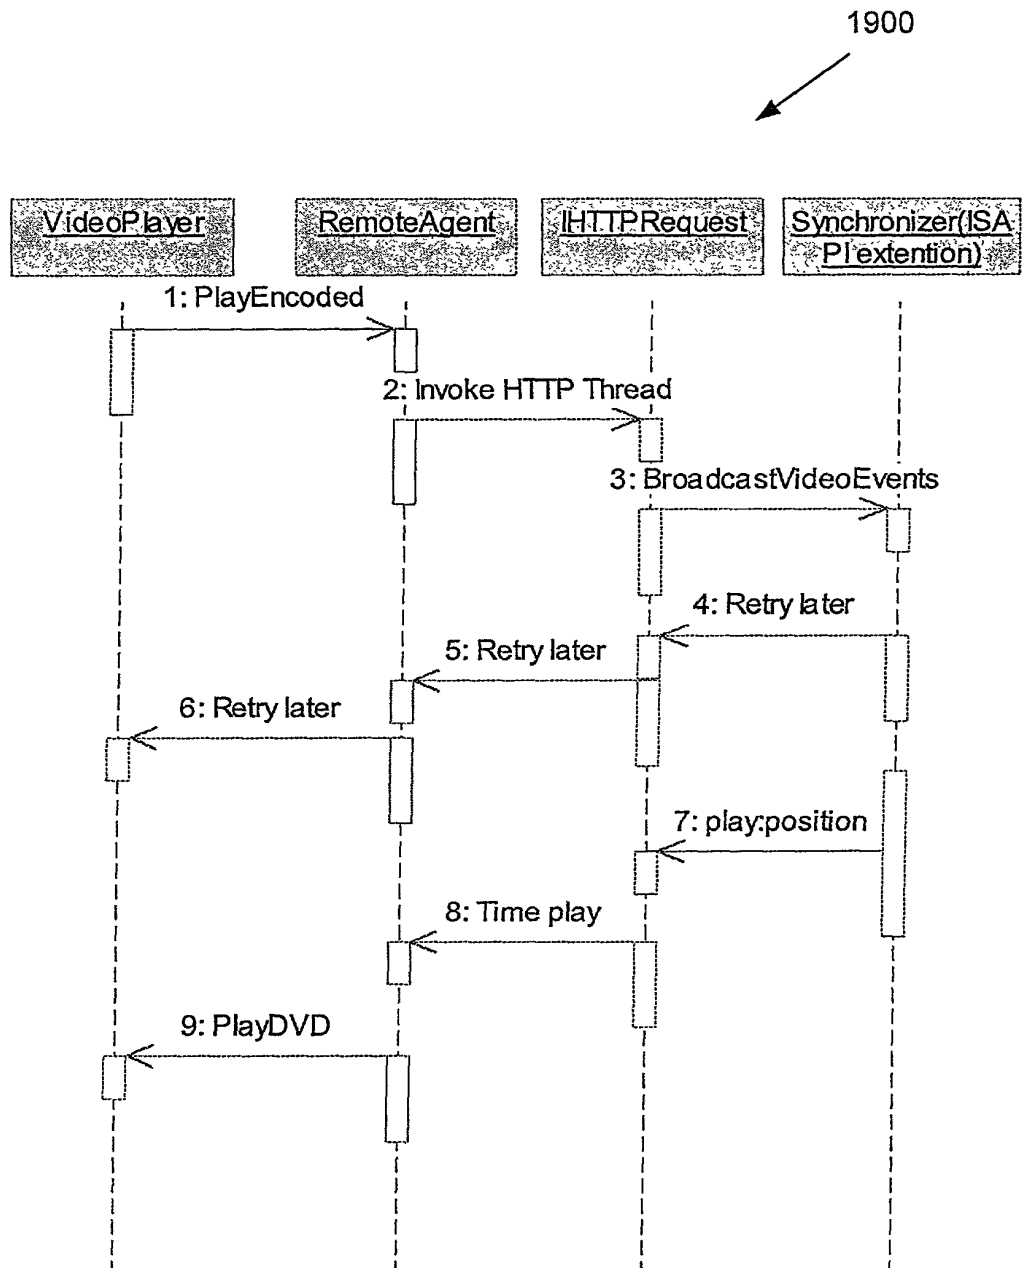 1900
VideoPlayer
RemoteAgent
IHTTPRequest
Synchronizer(ISA
PI extention)
1: PlayEncoded
2: Invoke HTTP Thread
3: BroadcastVideoEvents
4: Retry later
5: Retry later
6: Retry later
7: play:position
8: Time play
9: PlayDVD